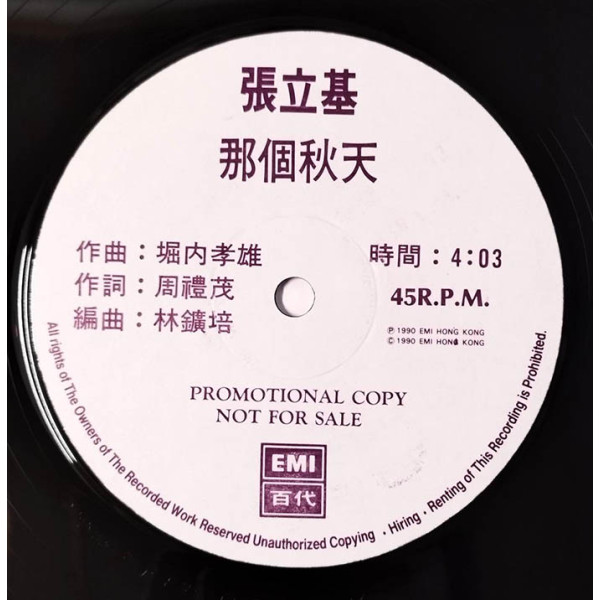 張立基
那個秋天
作曲：堀内孝雄
時間：4:03
作詞：周禮茂
45R.P.M.
編曲：林鑛培
Ⓟ 1990 EMI HONG KONG
© 1990 EMI HONG KONG
PROMOTIONAL COPY
NOT FOR SALE
EMI
百代
All rights of The Owners of The Recorded Work Reserved Unauthorized Copying · Hiring · Renting of This Recording is Prohibited.